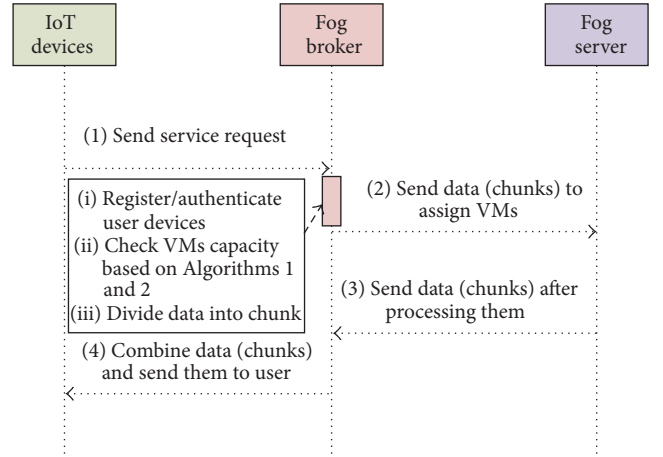 IoT
devices
Fog
broker
Fog
server
(1) Send service request
(i) Register/authenticate
user devices
(ii) Check VMs capacity
based on Algorithms 1
and 2
(iii) Divide data into chunk
(2) Send data (chunks) to
assign VMs
(3) Send data (chunks) after
processing them
(4) Combine data (chunks)
and send them to user